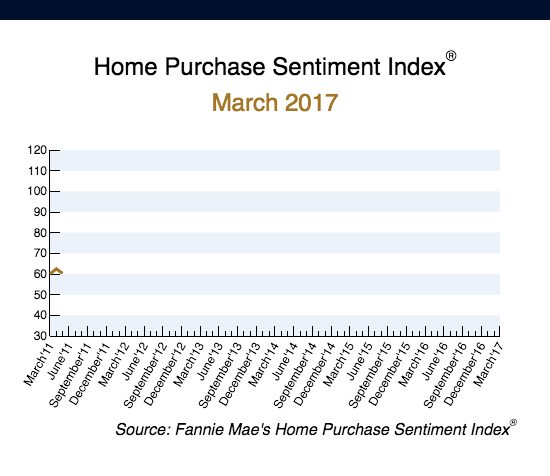 Home Purchase Sentiment Index®
March 2017
120
110
100
90
80
70
60
50
40
30
March'11
June'11
September'11
December'11
March'12
June'12
September'12
December'12
March'13
June'13
September'13
December'13
March'14
June'14
September'14
December'14
March'15
June'15
September'15
December'15
March'16
June'16
September'16
December'16
March'17
Source: Fannie Mae's Home Purchase Sentiment Index®